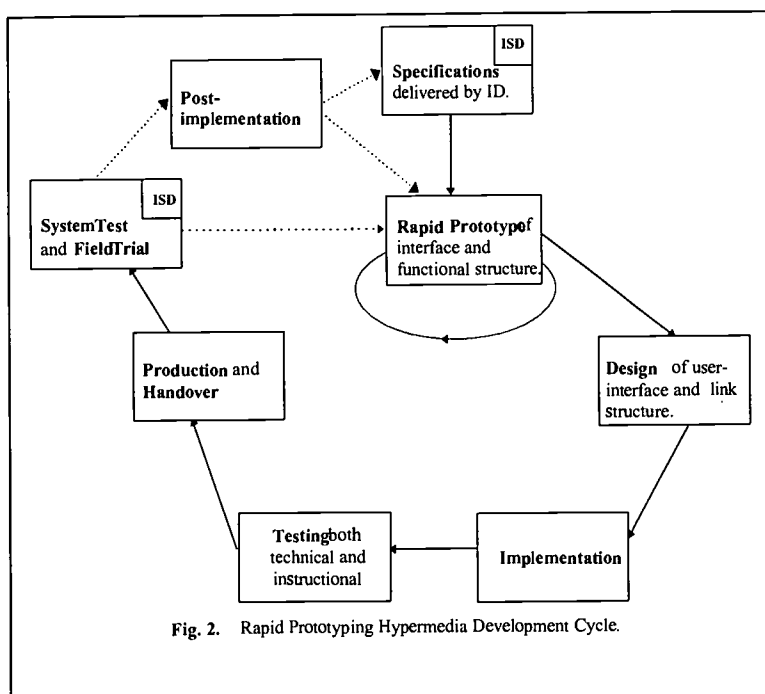 ISD
Specifications
delivered by ID.
Post-
implementation
ISD
SystemTest
and FieldTrial
Rapid Prototypeof
interface and
functional structure.
Production and
Handover
Design of user-
interface and link
structure.
Testingboth
technical and
instructional
Implementation
Fig. 2. Rapid Prototyping Hypermedia Development Cycle.